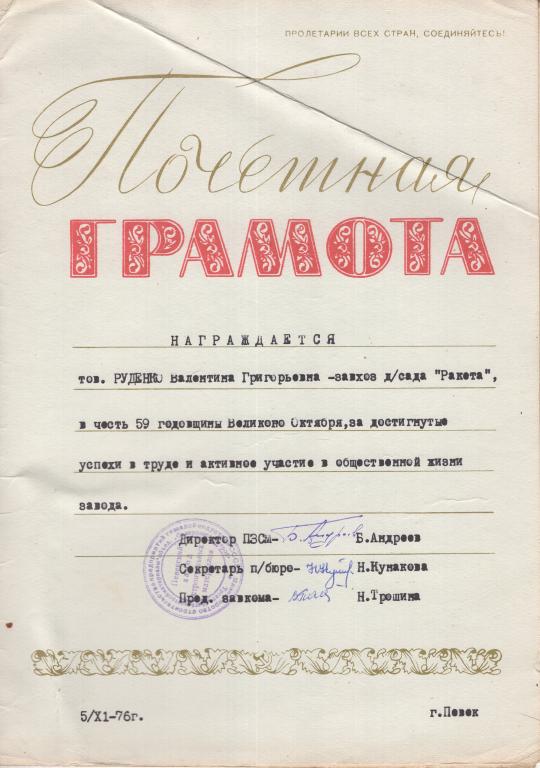 ПРОЛЕТАРИИ ВСЕХ СТРАН, СОЕДИНЯЙТЕСЬ!
Почетная
ГРАМОТА
НАГРАЖДАЕТСЯ
тов. РУДЕНКО Валентина Григорьевна -завхоз д/сада "Ракета",
в честь 59 годовщины Великого Октября,за достигнутые
успехи в труде и активное участие в общественной жизни
завода.
Директор ПЗСМ- Б.Андреев
Секретарь п/бюро- Н.Кунакова
Пред. завкома- Н.Трошина
5/X1-76г. г.Певек